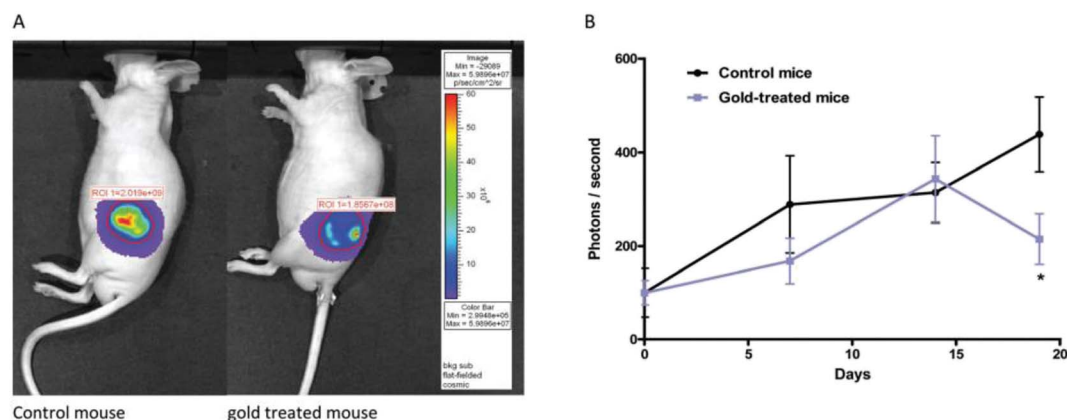 A
B
Image
Min = -29089
Max = 5.9896e+07
p/sec/cm^2/sr
60
50
40
30
20
10
x10^6
ROI 1=2.019e+09
ROI 1=1.8567e+08
Color Bar
Min = 2.9948e+05
Max = 5.9896e+07
bkg sub
flat-fielded
cosmic
Control mouse
gold treated mouse
600
400
200
0
Photons / second
Control mice
Gold-treated mice
*
0
5
10
15
20
Days